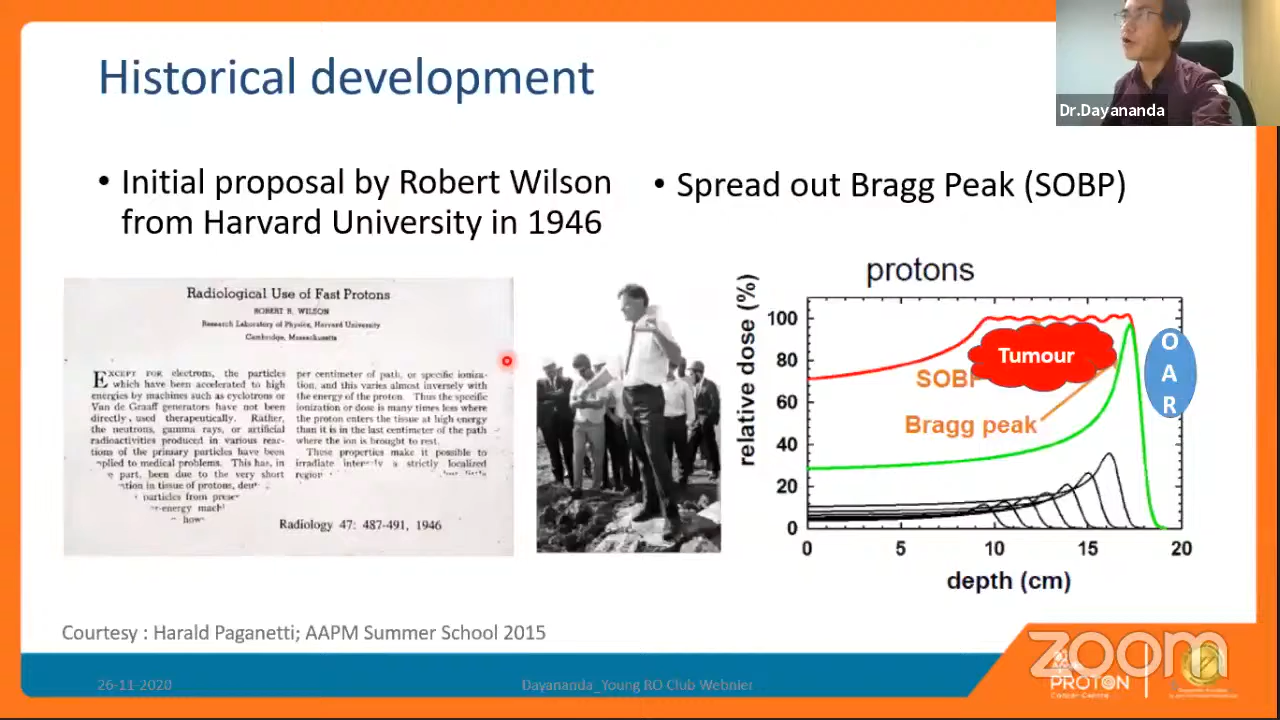 Historical development
Dr.Dayananda
• Initial proposal by Robert Wilson
from Harvard University in 1946
• Spread out Bragg Peak (SOBP)
Radiological Use of Fast Protons
ROBERT R. WILSON
Research Laboratory of Physics, Harvard University
Cambridge, Massachusetts
EXCEPT FOR electrons, the particles
which have been accelerated to high
energies by machines such as cyclotrons or
Van de Graaff generators have not been
directly used therapeutically. Rather,
the neutrons, gamma rays, or artificial
radioactivities produced in various reac-
tions of the primary particles have been
applied to medical problems. This has, in
part, been due to the very short
tion in tissue of protons,
particles from
energy
how
per centimeter of path, or specific ioniza-
tion, and this varies almost inversely with
the energy of the proton. Thus the specific
ionization or dose is many times less where
the proton enters the tissue at high energy
than it is in the last centimeter of the path
where the ion is brought to rest.
These properties make it possible to
irradiate a strictly localized
region
Radiology 47: 487-491, 1946
protons
relative dose (%)
100
80
60
40
20
0
Tumour
SOBP
Bragg peak
O
A
R
0 5 10 15 20
depth (cm)
Courtesy : Harald Paganetti; AAPM Summer School 2015
26-11-2020
Dayananda_Young RO Club Webnier
zoom
PROTON
Cancer Centre